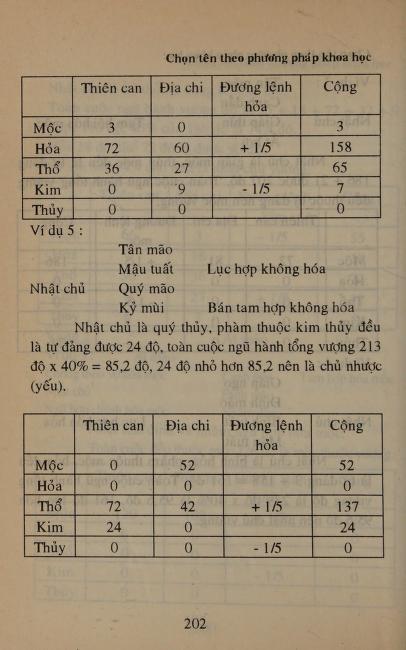 Chọn tên theo phương pháp khoa học
Thiên can Địa chi Đương lệnh hỏa Cộng
Mộc 3 0 3
Hỏa 72 60 + 1/5 158
Thổ 36 27 65
Kim 0 9 - 1/5 7
Thủy 0 0 0
Ví dụ 5 :
Tân mão
Mậu tuất Lục hợp không hóa
Nhật chủ Quý mão
Kỷ mùi Bán tam hợp không hóa
Nhật chủ là quý thủy, phàm thuộc kim thủy đều
là tự đảng được 24 độ, toàn cuộc ngũ hành tổng vượng 213
độ x 40% = 85,2 độ, 24 độ nhỏ hơn 85,2 nên là chủ nhược
(yếu).
Thiên can Địa chi Đương lệnh hỏa Cộng
Mộc 0 52 52
Hỏa 0 0 0
Thổ 72 42 + 1/5 137
Kim 24 0 24
Thủy 0 0 - 1/5 0
202